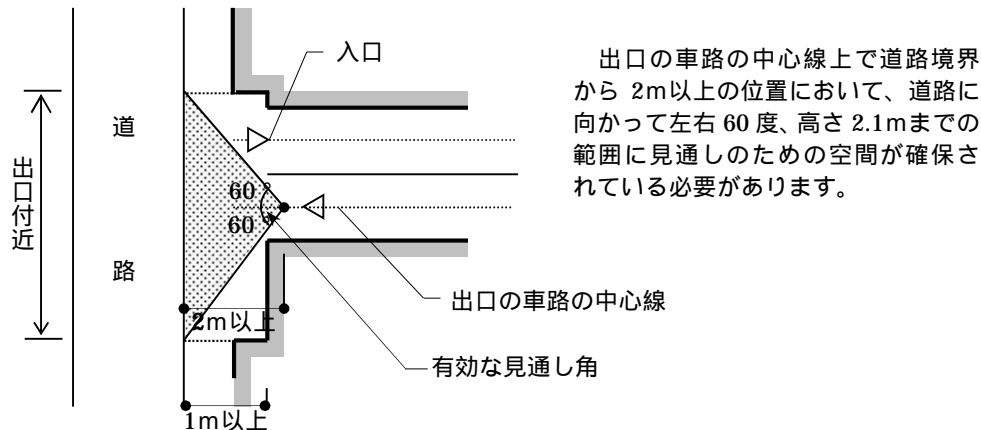 入口
出口の車路の中心線上で道路境界
から 2m以上の位置において、道路に
向かって左右 60 度、高さ 2.1mまでの
範囲に見通しのための空間が確保さ
れている必要があります。
道
路
出口付近
60°
60°
出口の車路の中心線
2m以上
有効な見通し角
1m以上